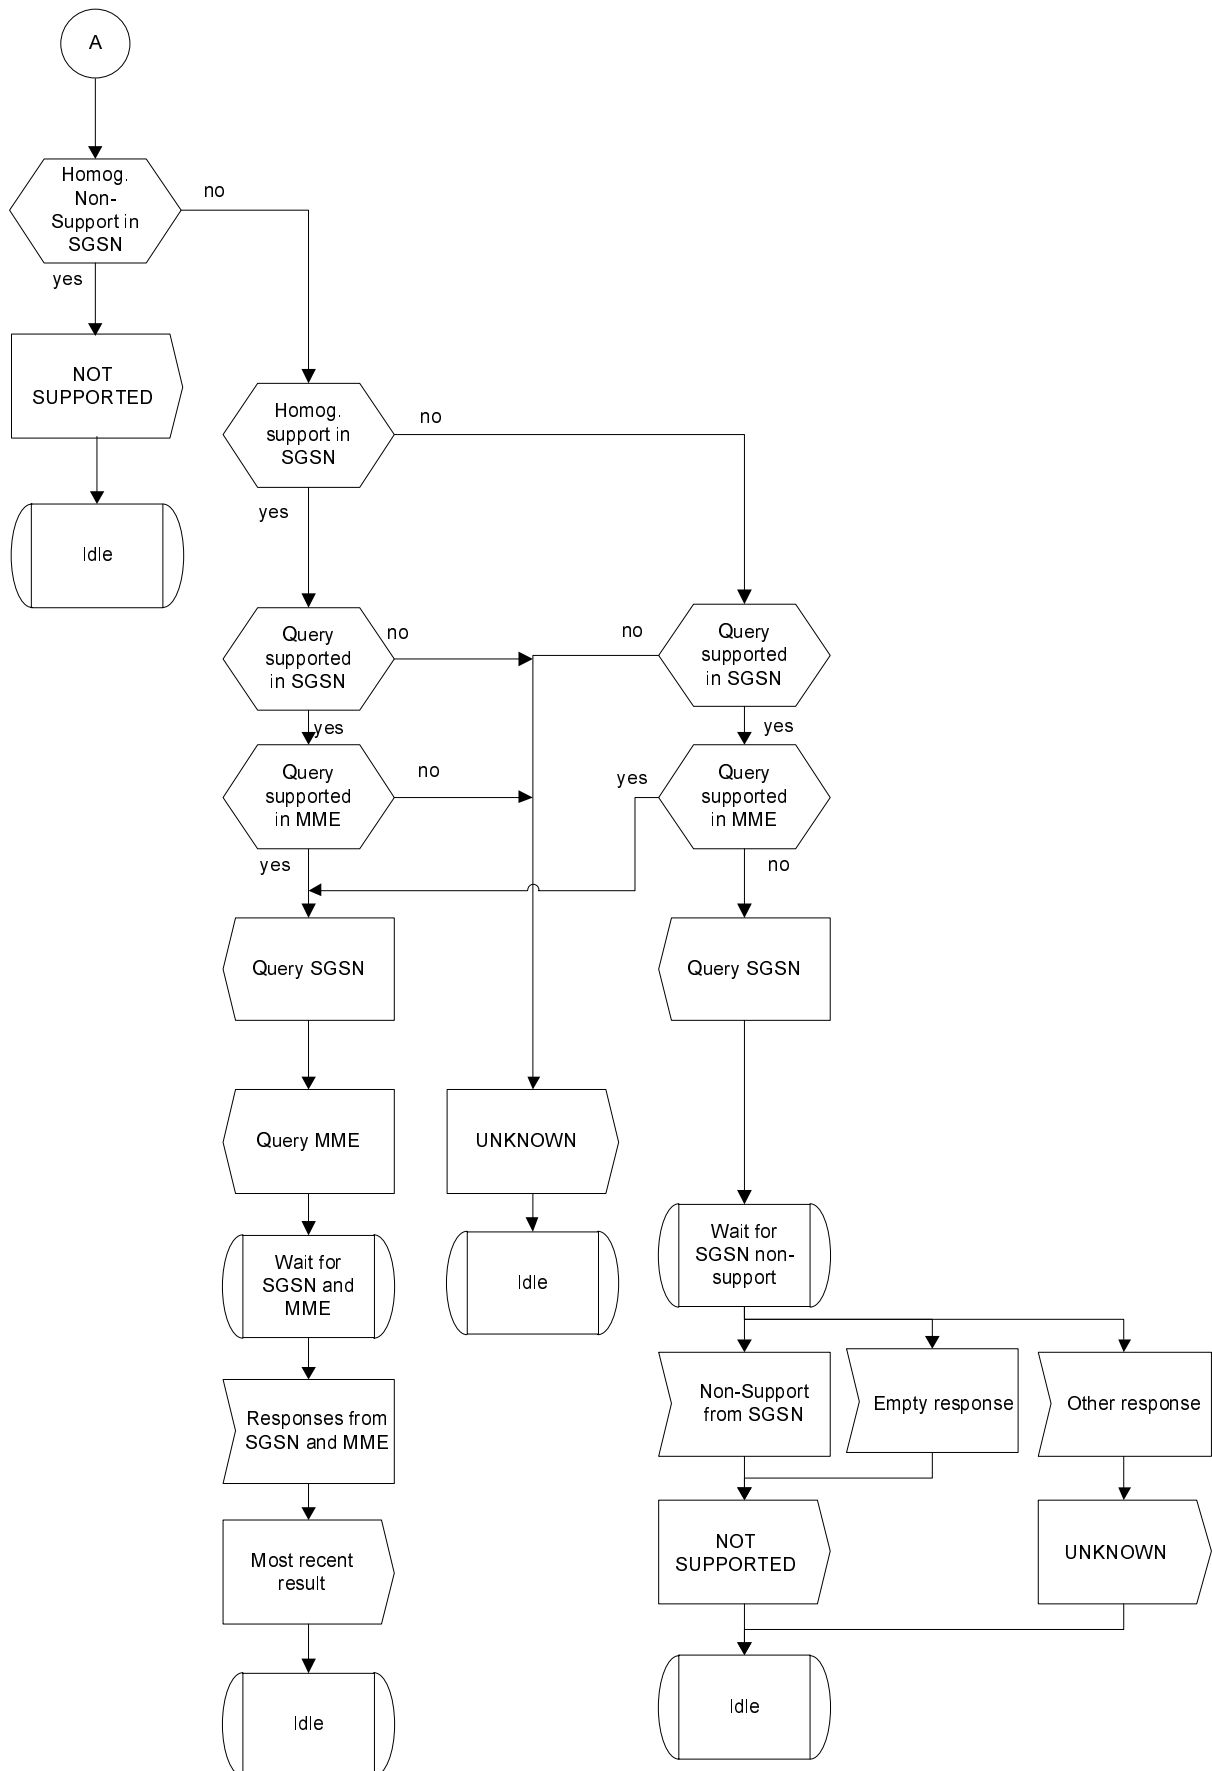 A
Homog.
Non-
Support in
SGSN
no
yes
NOT
SUPPORTED
Idle
Homog.
support in
SGSN
no
yes
Query
supported
in SGSN
no
yes
no
Query
supported
in SGSN
yes
Query
supported
in MME
no
yes
yes
Query
supported
in MME
no
Query SGSN
Query SGSN
Query MME
UNKNOWN
Wait for
SGSN and
MME
Idle
Wait for
SGSN non-
support
Responses from
SGSN and MME
Non-Support
from SGSN
Empty response
Other response
Most recent
result
NOT
SUPPORTED
UNKNOWN
Idle
Idle